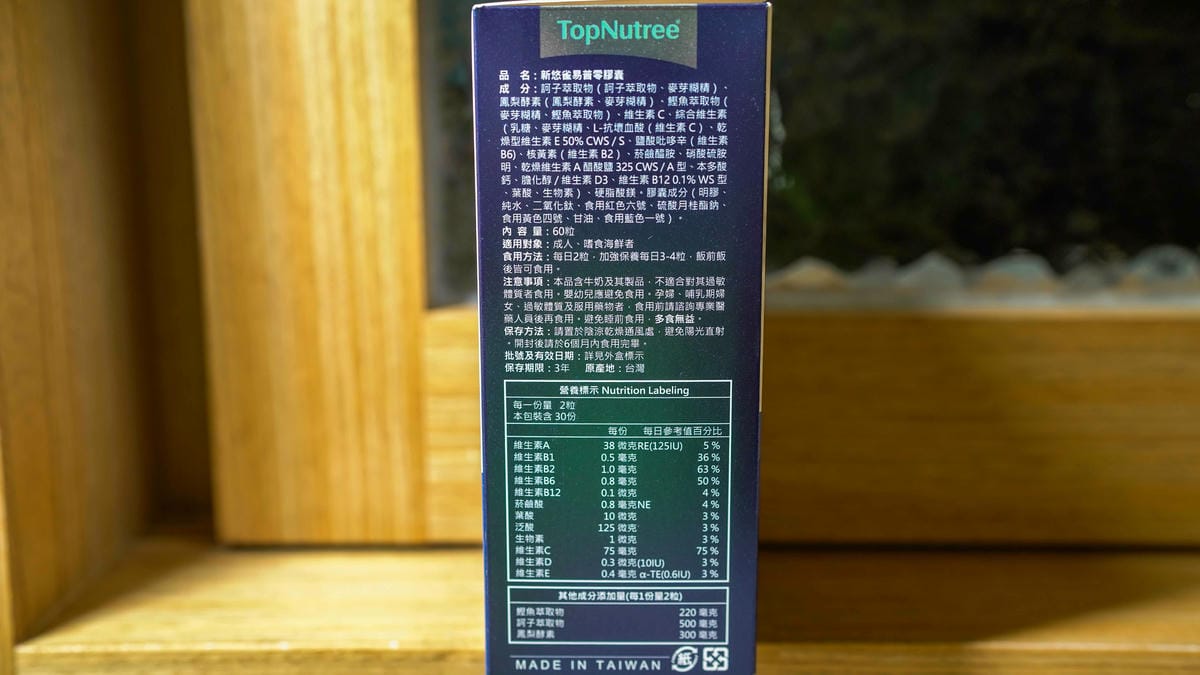 TopNutree
品 名：新悠雀易普零膠囊
成 分：訶子萃取物（訶子萃取物、麥芽糊精）、
鳳梨酵素（鳳梨酵素、麥芽糊精）、鰹魚萃取物（
麥芽糊精、鰹魚萃取物）、維生素C、綜合維生素
（乳糖、麥芽糊精、L-抗壞血酸（維生素C）、乾
燥型維生素E 50% CWS / S、鹽酸吡哆辛（維生素
B6)、核黃素（維生素B2）、菸鹼醯胺、硝酸硫胺
明、乾燥維生素A醋酸鹽 325 CWS / A 型、本多酸
鈣、膽化醇 / 維生素D3、維生素B12 0.1% WS 型
、葉酸、生物素）、硬脂酸鎂。膠囊成分（明膠、
純水、二氧化鈦、食用紅色六號、硫酸月桂酯鈉、
食用黃色四號、甘油、食用藍色一號）。
內 容 量：60粒
適用對象：成人、嗜食海鮮者
食用方法：每日2粒，加強保養每日3-4粒，飯前飯
後皆可食用。
注意事項：本品含牛奶及其製品，不適合對其過敏
體質者食用。嬰幼兒應避免食用。孕婦、哺乳期婦
女、過敏體質及服用藥物者，食用前請諮詢專業醫
藥人員後再食用。避免睡前食用，多食無益。
保存方法：請置於陰涼乾燥通風處，避免陽光直射
。開封後請於6個月內食用完畢。
批號及有效日期：詳見外盒標示
保存期限：3年 原產地：台灣
營養標示 Nutrition Labeling
每一份量 2粒
本包裝含 30份
每份 每日參考值百分比
維生素A 38 微克RE(125IU) 5 %
維生素B1 0.5 毫克 36 %
維生素B2 1.0 毫克 63 %
維生素B6 0.8 毫克 50 %
維生素B12 0.1 微克 4 %
菸鹼酸 0.8 毫克NE 4 %
葉酸 10 微克 3 %
泛酸 125 微克 3 %
生物素 1 微克 3 %
維生素C 75 毫克 75 %
維生素D 0.3 微克(10IU) 3 %
維生素E 0.4 毫克 α-TE(0.6IU) 3 %
其他成分添加量(每1份量2粒)
鰹魚萃取物 220 毫克
訶子萃取物 500 毫克
鳳梨酵素 300 毫克
MADE IN TAIWAN 紙